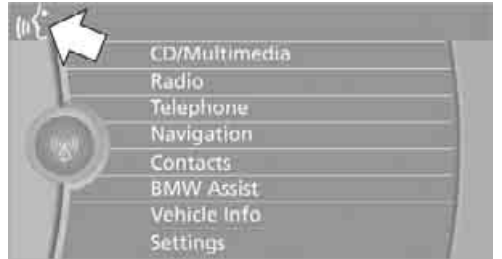 CD/Multimedia
Radio
Telephone
Navigation
Contacts
BMW Assist
Vehicle Info
Settings